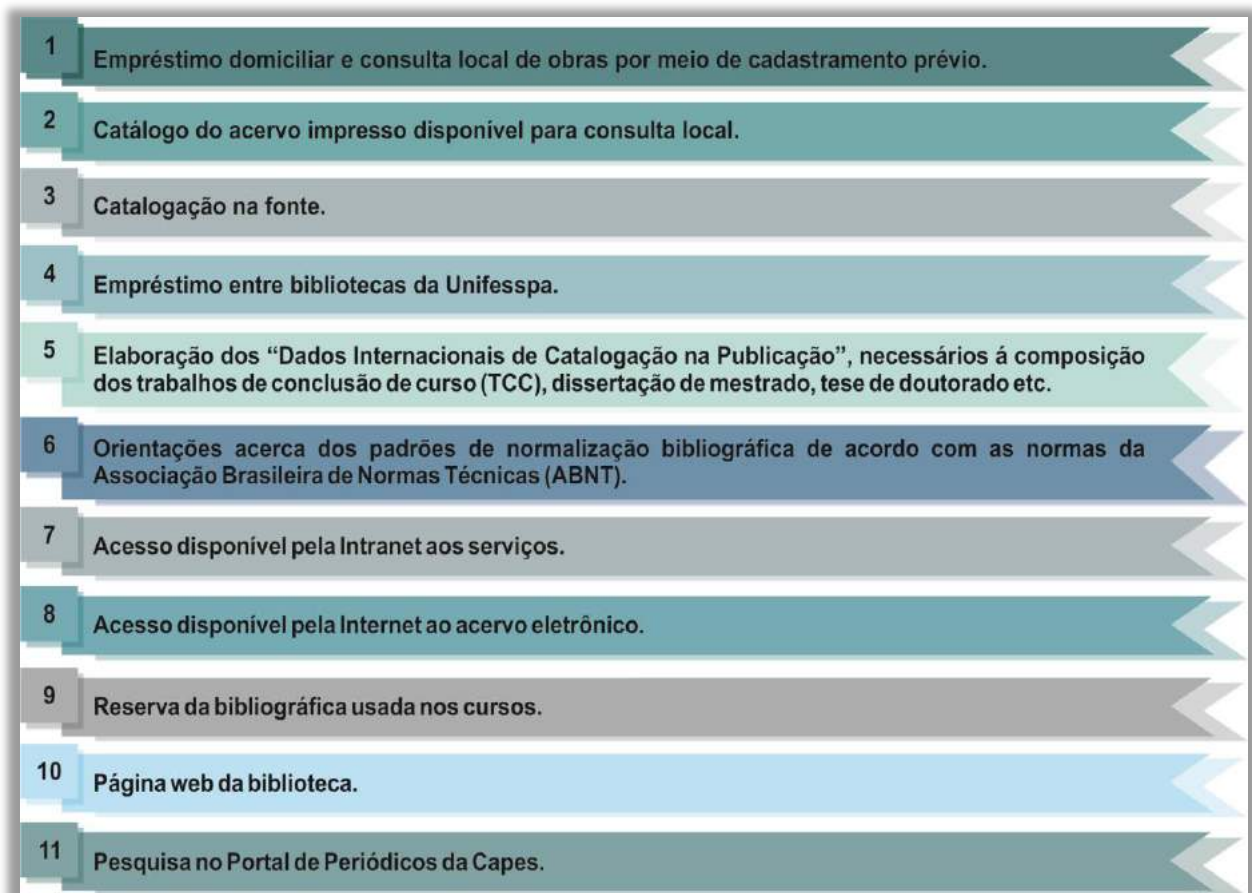 1
Empréstimo domiciliar e consulta local de obras por meio de cadastramento prévio.
2
Catálogo do acervo impresso disponível para consulta local.
3
Catalogação na fonte.
4
Empréstimo entre bibliotecas da Unifesspa.
5
Elaboração dos “Dados Internacionais de Catalogação na Publicação”, necessários á composição
dos trabalhos de conclusão de curso (TCC), dissertação de mestrado, tese de doutorado etc.
6
Orientações acerca dos padrões de normalização bibliográfica de acordo com as normas da
Associação Brasileira de Normas Técnicas (ABNT).
7
Acesso disponível pela Intranet aos serviços.
8
Acesso disponível pela Internet ao acervo eletrônico.
9
Reserva da bibliográfica usada nos cursos.
10
Página web da biblioteca.
11
Pesquisa no Portal de Periódicos da Capes.